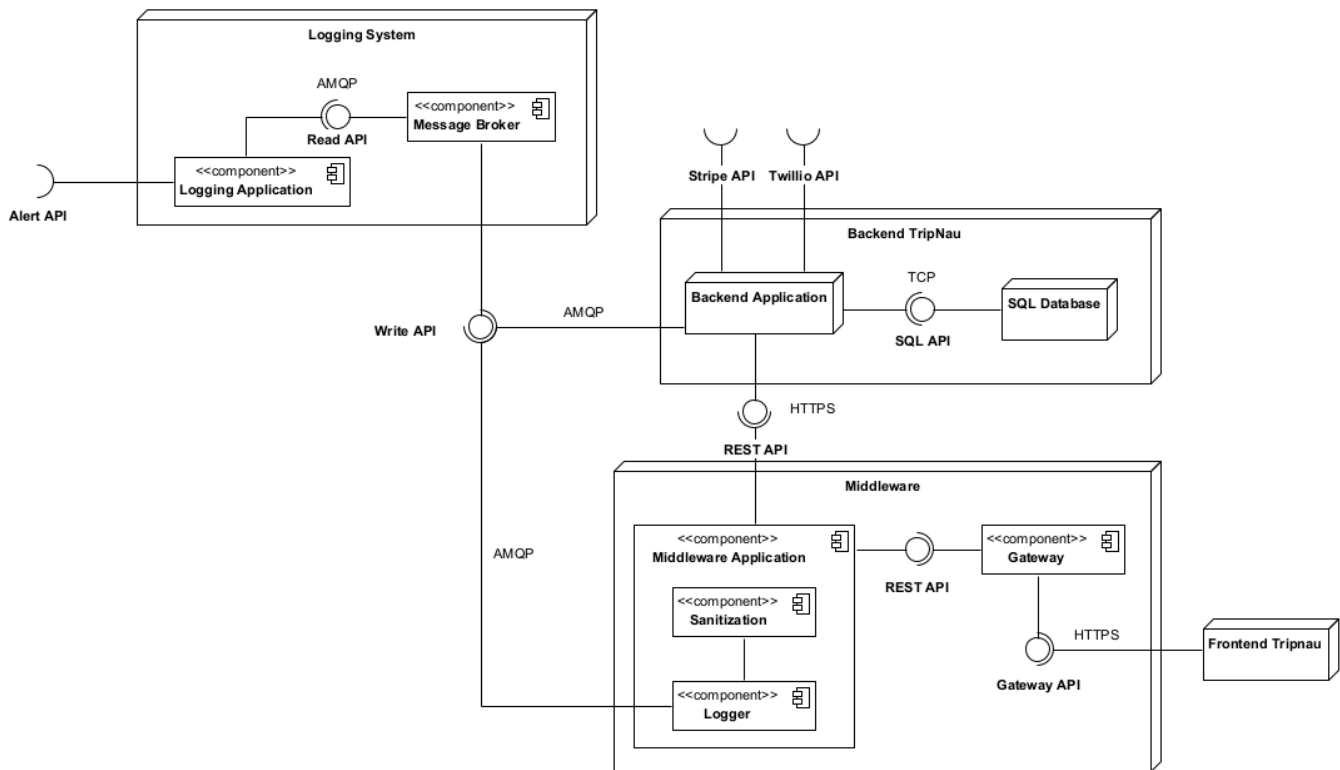 Logging System
AMQP
<<component>>
Message Broker
Read API
<<component>>
Logging Application
Alert API
Stripe API
Twillio API
Backend TripNau
Backend Application
TCP
SQL Database
SQL API
AMQP
Write API
HTTPS
REST API
Middleware
<<component>>
Middleware Application
<<component>>
Gateway
REST API
AMQP
<<component>>
Sanitization
HTTPS
Frontend Tripnau
Gateway API
<<component>>
Logger